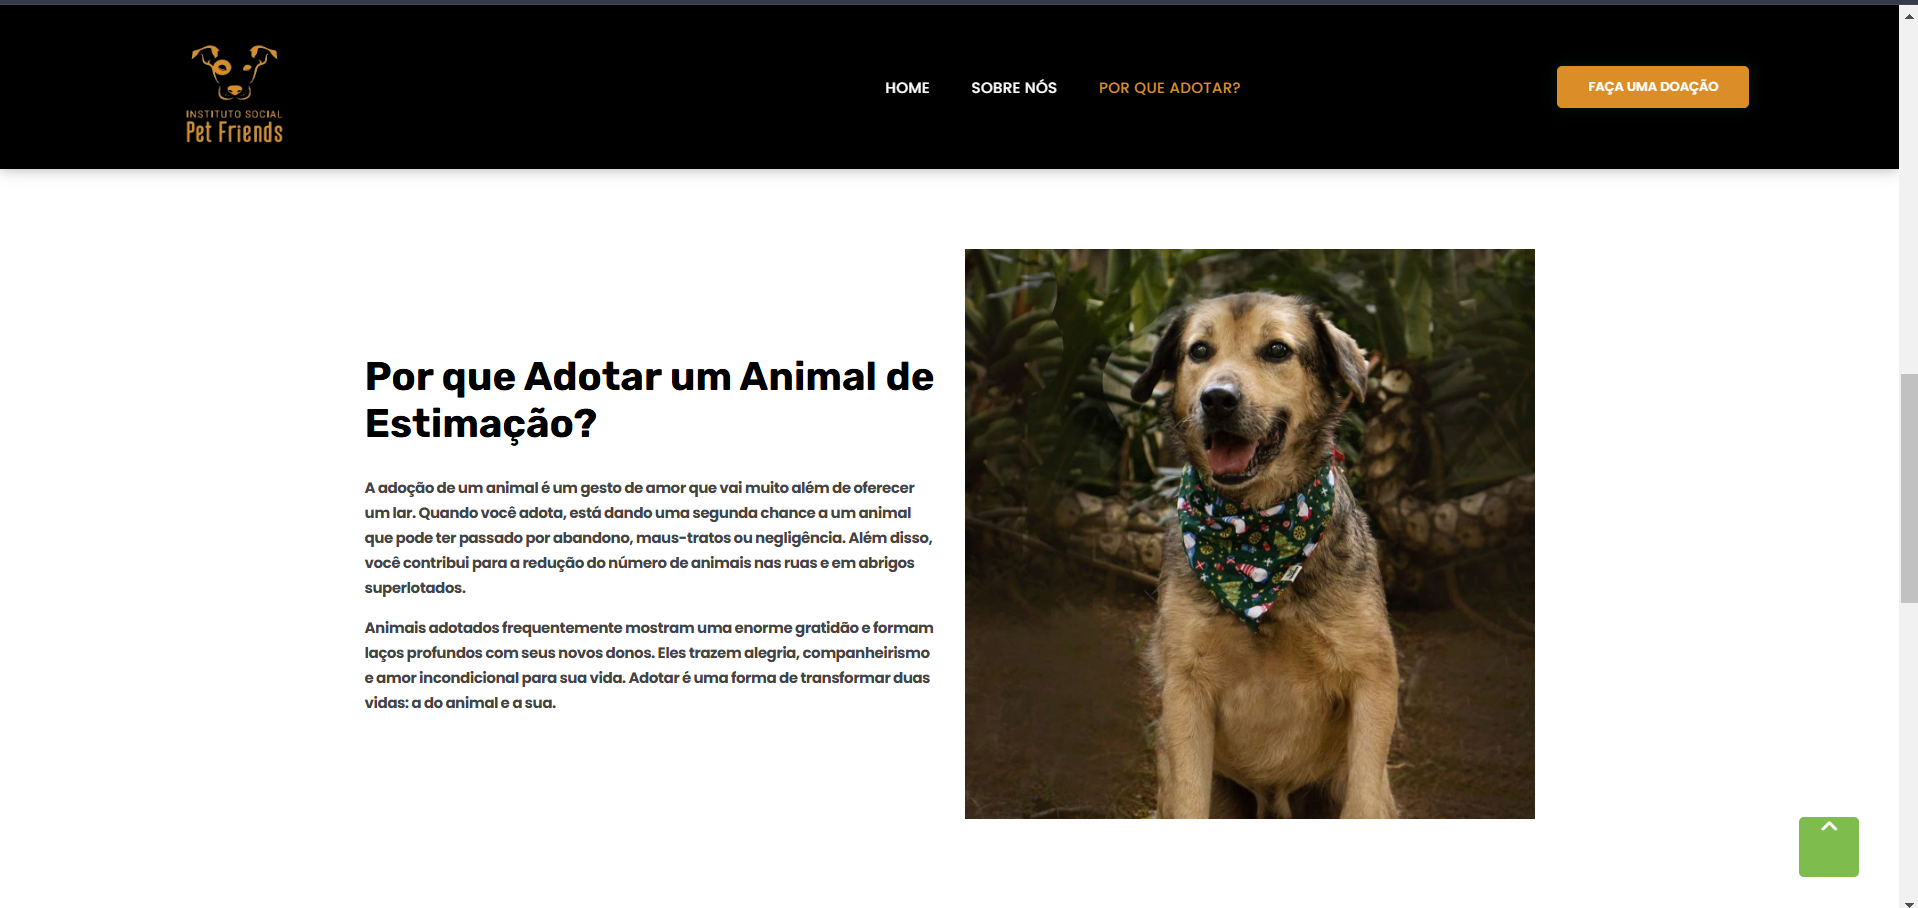 INSTITUTO SOCIAL
Pet Friends
HOME
SOBRE NÓS
POR QUE ADOTAR?
FAÇA UMA DOAÇÃO
Por que Adotar um Animal de
Estimação?
A adoção de um animal é um gesto de amor que vai muito além de oferecer
um lar. Quando você adota, está dando uma segunda chance a um animal
que pode ter passado por abandono, maus-tratos ou negligência. Além disso,
você contribui para a redução do número de animais nas ruas e em abrigos
superlotados.
Animais adotados frequentemente mostram uma enorme gratidão e formam
laços profundos com seus novos donos. Eles trazem alegria, companheirismo
e amor incondicional para sua vida. Adotar é uma forma de transformar duas
vidas: a do animal e a sua.